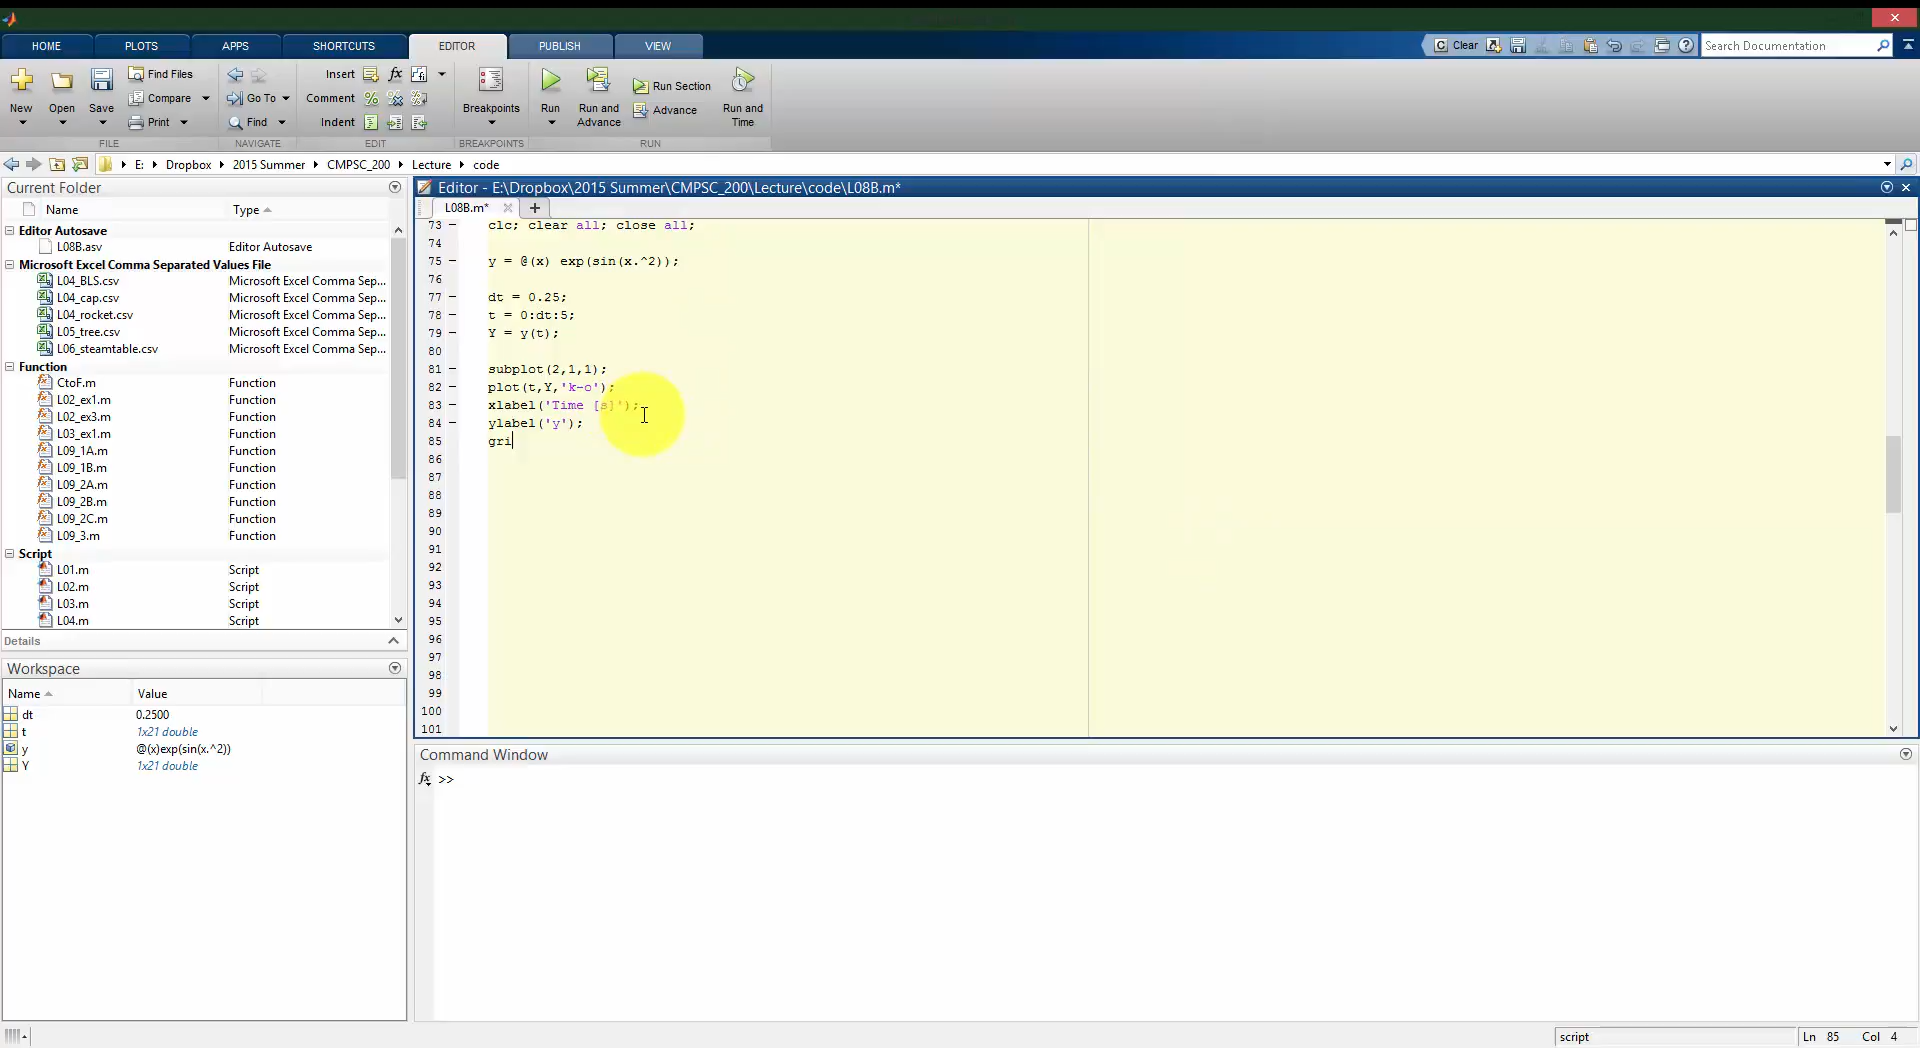 HOME PLOTS APPS SHORTCUTS EDITOR PUBLISH VIEW Clear Search Documentation
New Open Save Find Files Compare Print
Go To Find
Insert fx
Comment
Indent
Breakpoints
Run Run and Advance Run Section Advance Run and Time
FILE NAVIGATE EDIT BREAKPOINTS RUN
E: Dropbox 2015 Summer CMPSC_200 Lecture code
Current Folder
Name Type
Editor Autosave
L08B.asv Editor Autosave
Microsoft Excel Comma Separated Values File
L04_BLS.csv Microsoft Excel Comma Sep...
L04_cap.csv Microsoft Excel Comma Sep...
L04_rocket.csv Microsoft Excel Comma Sep...
L05_tree.csv Microsoft Excel Comma Sep...
L06_steamtable.csv Microsoft Excel Comma Sep...
Function
CtoF.m Function
L02_ex1.m Function
L02_ex3.m Function
L03_ex1.m Function
L09_1A.m Function
L09_1B.m Function
L09_2A.m Function
L09_2B.m Function
L09_2C.m Function
L09_3.m Function
Script
L01.m Script
L02.m Script
L03.m Script
L04.m Script
Details
Workspace
Name Value
dt 0.2500
t 1x21 double
y @(x)exp(sin(x.^2))
Y 1x21 double
Editor - E:\Dropbox\2015 Summer\CMPSC_200\Lecture\code\L08B.m*
L08B.m*
73 – clc; clear all; close all;
74
75 – y = @(x) exp(sin(x.^2));
76
77 – dt = 0.25;
78 – t = 0:dt:5;
79 – Y = y(t);
80
81 – subplot(2,1,1);
82 – plot(t,Y,'k-o');
83 – xlabel('Time [s]');
84 – ylabel('y');
85 gri
86
87
88
89
90
91
92
93
94
95
96
97
98
99
100
101
Command Window
fx >>
script Ln 85 Col 4